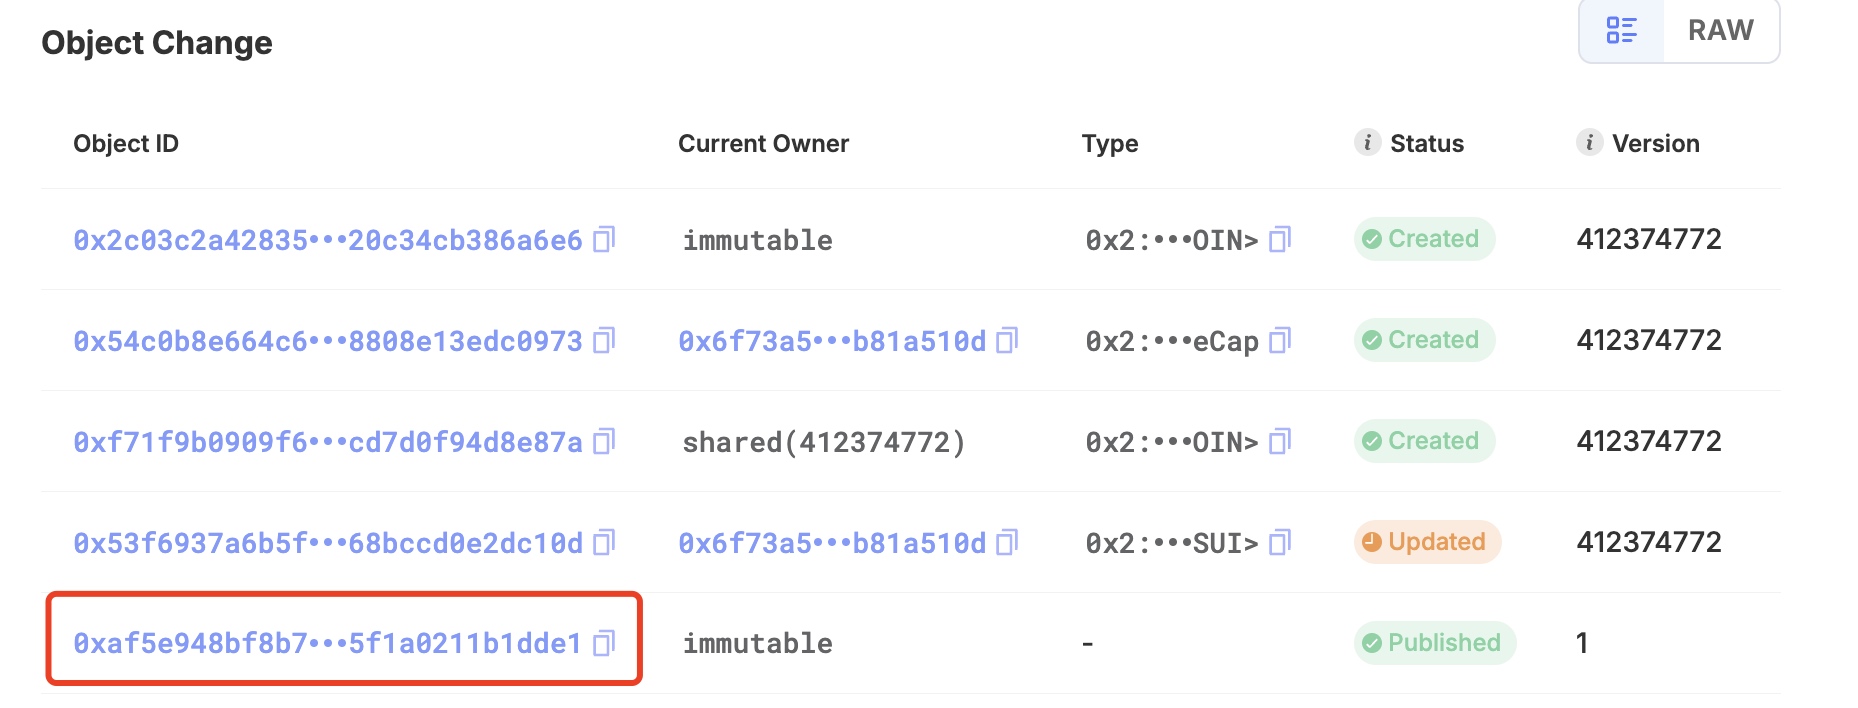 Object Change
RAW
Object ID Current Owner Type Status Version
0x2c03c2a42835•••20c34cb386a6e6 immutable 0x2:•••OIN> Created 412374772
0x54c0b8e664c6•••8808e13edc0973 0x6f73a5•••b81a510d 0x2:•••eCap Created 412374772
0xf71f9b0909f6•••cd7d0f94d8e87a shared(412374772) 0x2:•••OIN> Created 412374772
0x53f6937a6b5f•••68bccd0e2dc10d 0x6f73a5•••b81a510d 0x2:•••SUI> Updated 412374772
0xaf5e948bf8b7•••5f1a0211b1dde1 immutable - Published 1